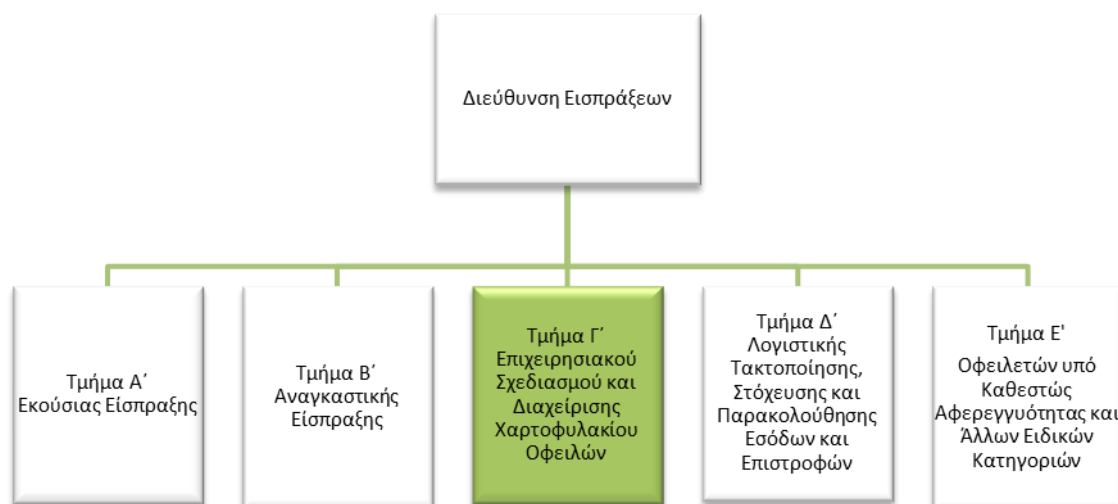 Διεύθυνση Εισπράξεων
Τμήμα Α΄
Εκούσιας Είσπραξης
Τμήμα Β΄
Αναγκαστικής
Είσπραξης
Τμήμα Γ΄
Επιχειρησιακού
Σχεδιασμού και
Διαχείρισης
Χαρτοφυλακίου
Οφειλών
Τμήμα Δ΄
Λογιστικής
Τακτοποίησης,
Στόχευσης και
Παρακολούθησης
Εσόδων και
Επιστροφών
Τμήμα Ε'
Οφειλετών υπό
Καθεστώς
Αφερεγγυότητας και
Άλλων Ειδικών
Κατηγοριών